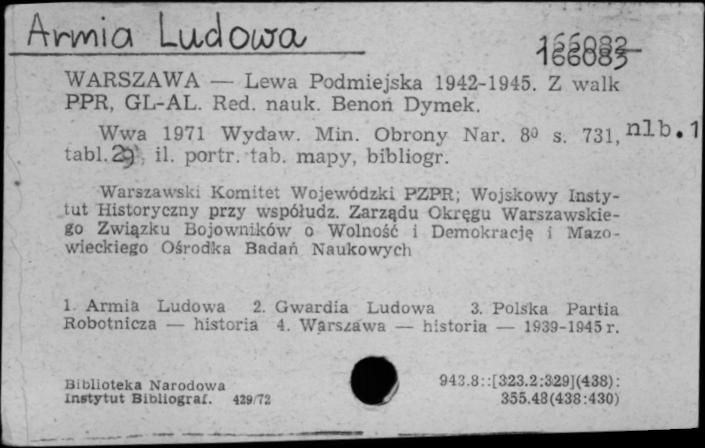 Armia Ludowa
166083
WARSZAWA — Lewa Podmiejska 1942-1945. Z walk
PPR, GL-AL. Red. nauk. Benon Dymek.
Wwa 1971 Wydaw. Min. Obrony Nar. 8⁰ s. 731, nlb. 1
tabl. 29, il. portr. tab. mapy, bibliogr.
Warszawski Komitet Wojewódzki PZPR; Wojskowy Insty-
tut Historyczny przy współudz. Zarządu Okręgu Warszawskie-
go Związku Bojowników o Wolność i Demokrację i Mazo-
wieckiego Ośrodka Badań Naukowych
1. Armia Ludowa 2. Gwardia Ludowa 3. Polska Partia
Robotnicza — historia 4. Warszawa — historia — 1939-1945 r.
Biblioteka Narodowa
Instytut Bibliograf. 429/72
943.8::[323.2:329](438):
355.48(438:430)